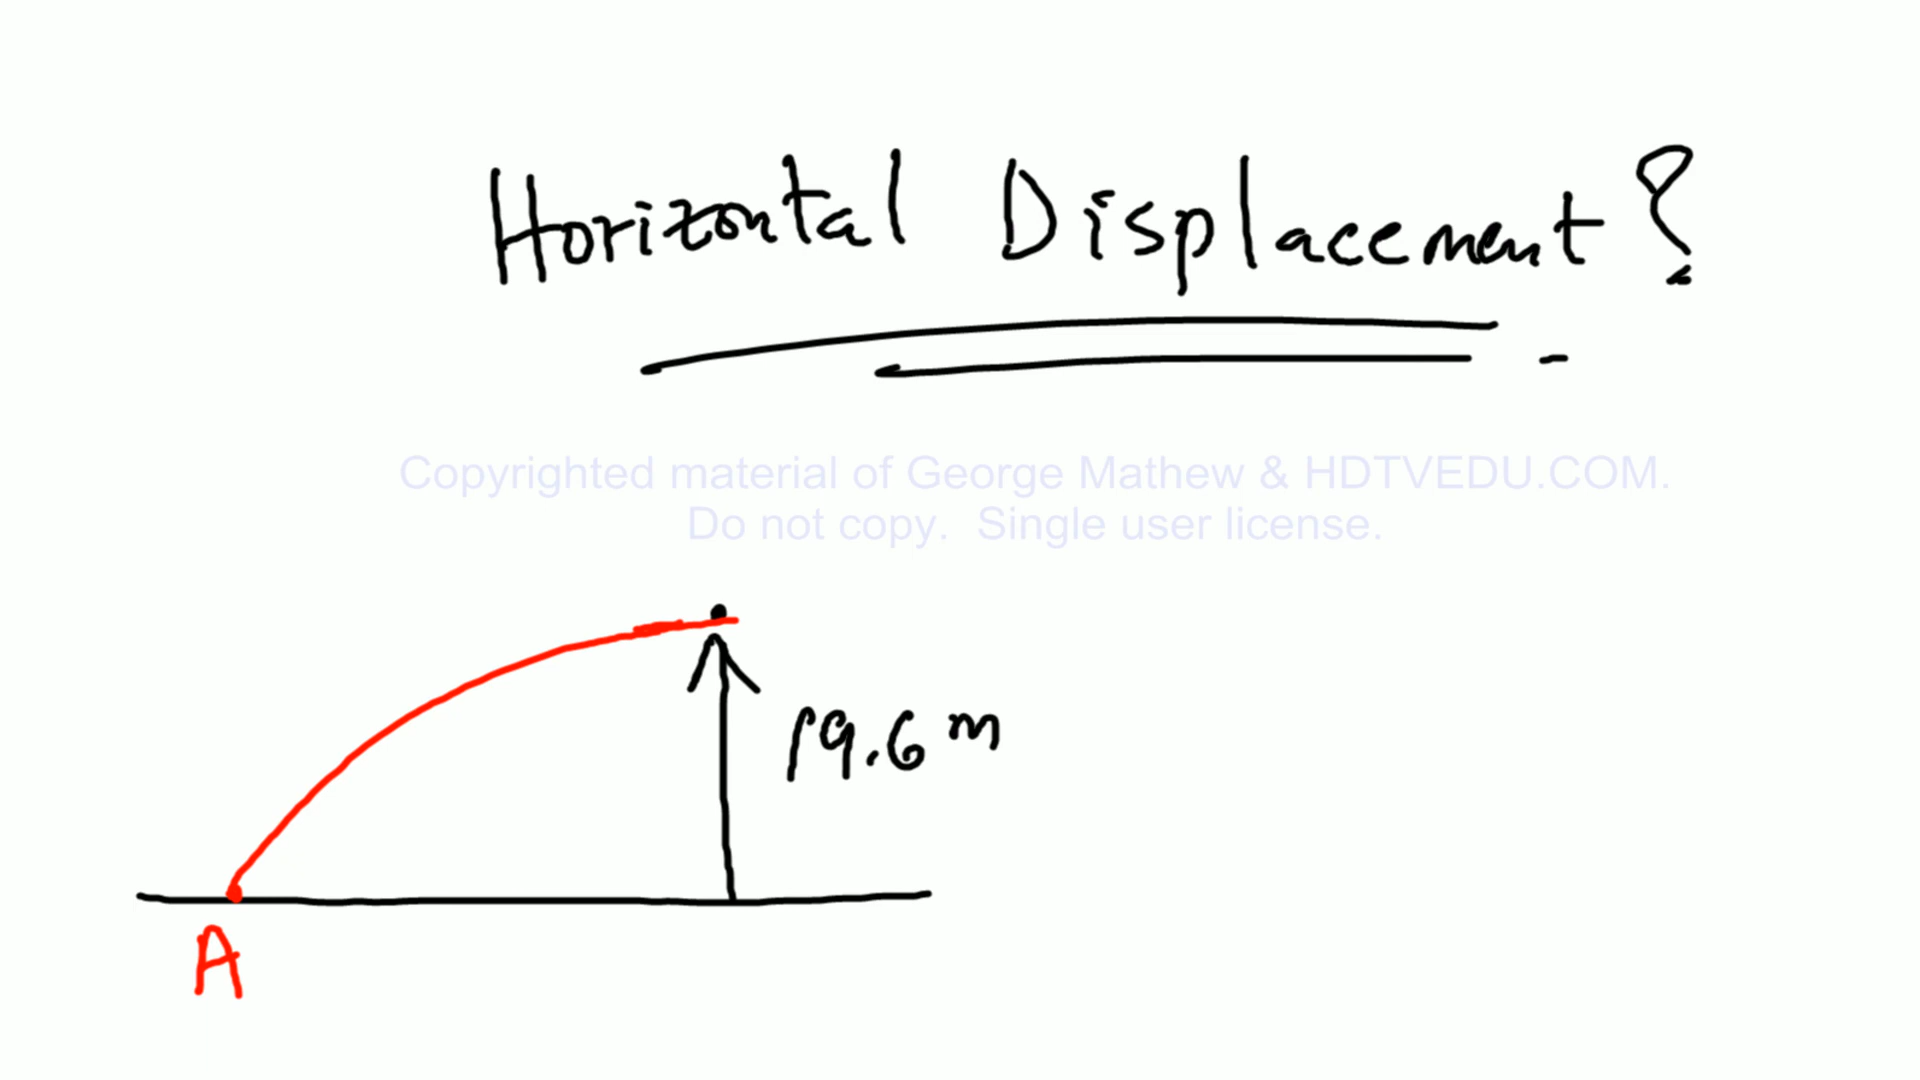 Horizontal Displacement?
Copyrighted material of George Mathew & HDTVEDU.COM.
Do not copy. Single user license.
19.6 m
A